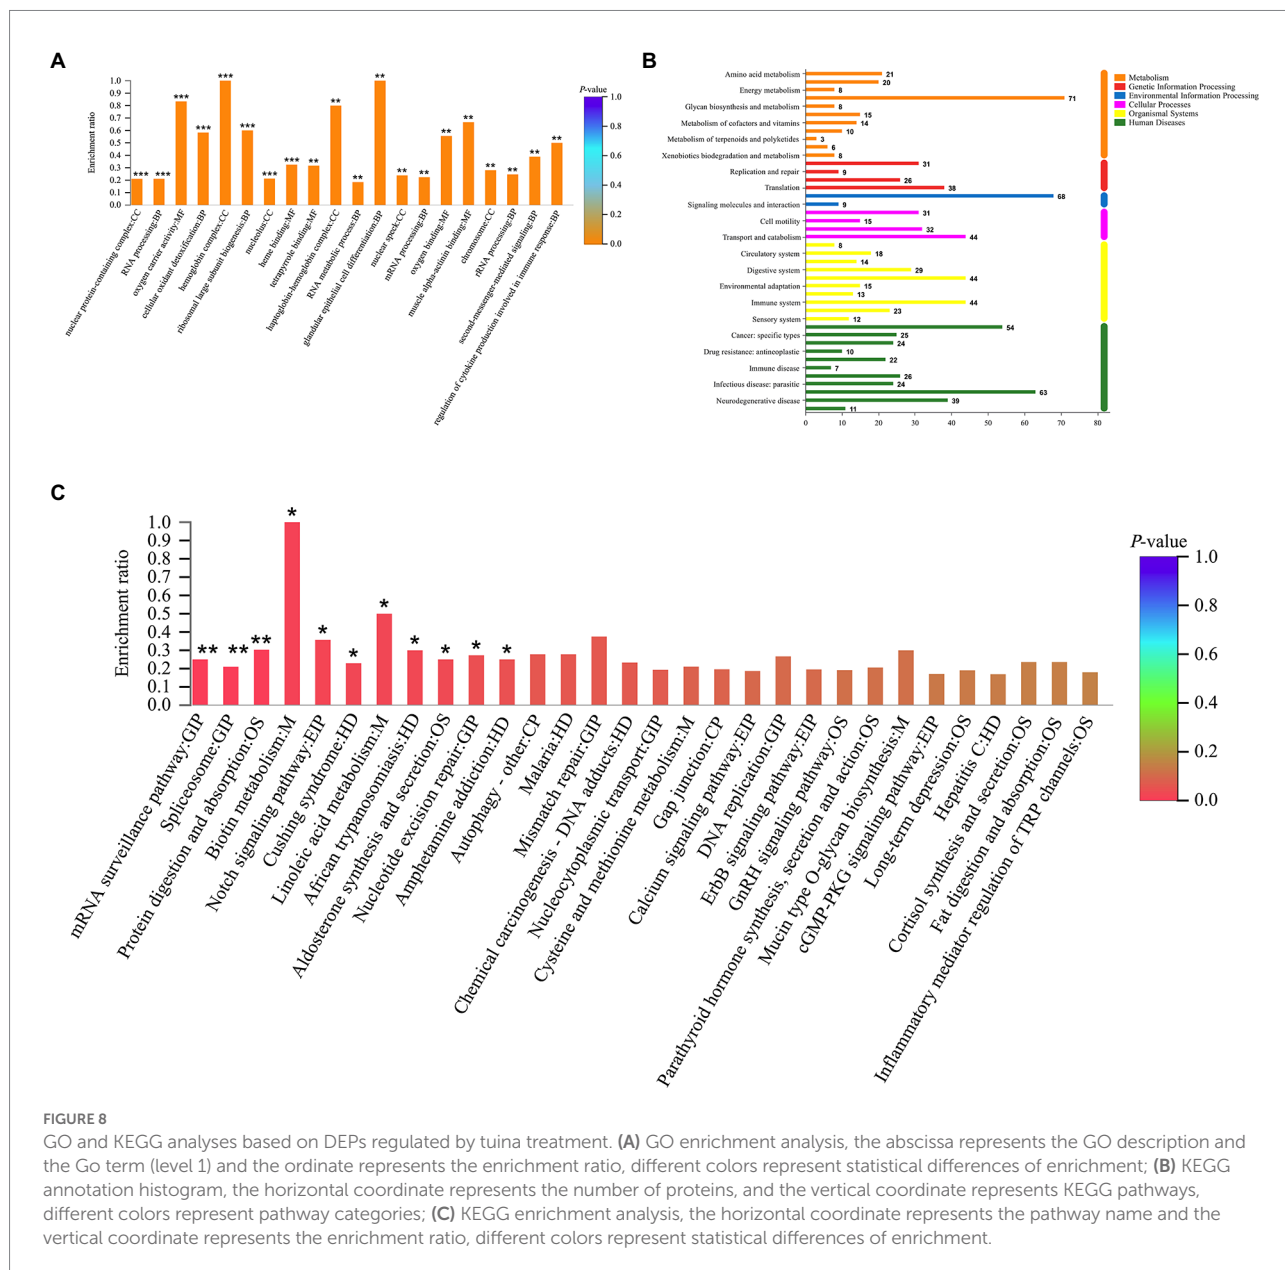 A
Enrichment ratio
1.0
0.9
0.8
0.7
0.6
0.5
0.4
0.3
0.2
0.1
0.0
***
***
***
***
***
***
***
***
**
**
**
**
**
**
**
**
**
**
**
**
nuclear protein-containing complex:CC
RNA processing:BP
oxygen carrier activity:MF
cellular oxidant detoxification:BP
hemoglobin complex:CC
ribosomal large subunit biogenesis:BP
nucleolus:CC
heme binding:MF
tetrapyrrole binding:MF
haptoglobin-hemoglobin complex:CC
RNA metabolic process:BP
glandular epithelial cell differentiation:BP
nuclear speck:CC
mRNA processing:BP
oxygen binding:MF
muscle alpha-actinin binding:MF
chromosome:CC
rRNA processing:BP
second-messenger-mediated signaling:BP
regulation of cytokine production involved in immune response:BP
P-value
1.0
0.8
0.6
0.4
0.2
0.0
B
Amino acid metabolism 21
20
Energy metabolism 8
71
Glycan biosynthesis and metabolism 8
15
Metabolism of cofactors and vitamins 14
10
Metabolism of terpenoids and polyketides 3
6
Xenobiotics biodegradation and metabolism 8
31
Replication and repair 9
26
Translation 38
68
Signaling molecules and interaction 9
31
Cell motility 15
32
Transport and catabolism 44
8
Circulatory system 18
14
Digestive system 29
44
Environmental adaptation 15
13
Immune system 44
23
Sensory system 12
54
Cancer: specific types 25
24
Drug resistance: antineoplastic 10
22
Immune disease 7
26
Infectious disease: parasitic 24
63
Neurodegenerative disease 39
11
0 10 20 30 40 50 60 70 80
Metabolism
Genetic Information Processing
Environmental Information Processing
Cellular Processes
Organismal Systems
Human Diseases
C
Enrichment ratio
1.0
0.9
0.8
0.7
0.6
0.5
0.4
0.3
0.2
0.1
0.0
**
**
**
*
*
*
*
*
*
*
*
mRNA surveillance pathway:GIP
Spliceosome:GIP
Protein digestion and absorption:OS
Biotin metabolism:M
Notch signaling pathway:EIP
Cushing syndrome:HD
Linoleic acid metabolism:M
African trypanosomiasis:HD
Aldosterone synthesis and secretion:OS
Nucleotide excision repair:GIP
Amphetamine addiction:HD
Autophagy - other:CP
Malaria:HD
Mismatch repair:GIP
Chemical carcinogenesis - DNA adducts:HD
Nucleocytoplasmic transport:GIP
Cysteine and methionine metabolism:M
Gap junction:CP
Calcium signaling pathway:EIP
DNA replication:GIP
ErbB signaling pathway:EIP
GnRH signaling pathway:OS
Parathyroid hormone synthesis, secretion and action:OS
Mucin type O-glycan biosynthesis:M
cGMP-PKG signaling pathway:EIP
Long-term depression:OS
Hepatitis C:HD
Cortisol synthesis and secretion:OS
Fat digestion and absorption:OS
Inflammatory mediator regulation of TRP channels:OS
P-value
1.0
0.8
0.6
0.4
0.2
0.0
FIGURE 8
GO and KEGG analyses based on DEPs regulated by tuina treatment. (A) GO enrichment analysis, the abscissa represents the GO description and
the Go term (level 1) and the ordinate represents the enrichment ratio, different colors represent statistical differences of enrichment; (B) KEGG
annotation histogram, the horizontal coordinate represents the number of proteins, and the vertical coordinate represents KEGG pathways,
different colors represent pathway categories; (C) KEGG enrichment analysis, the horizontal coordinate represents the pathway name and the
vertical coordinate represents the enrichment ratio, different colors represent statistical differences of enrichment.